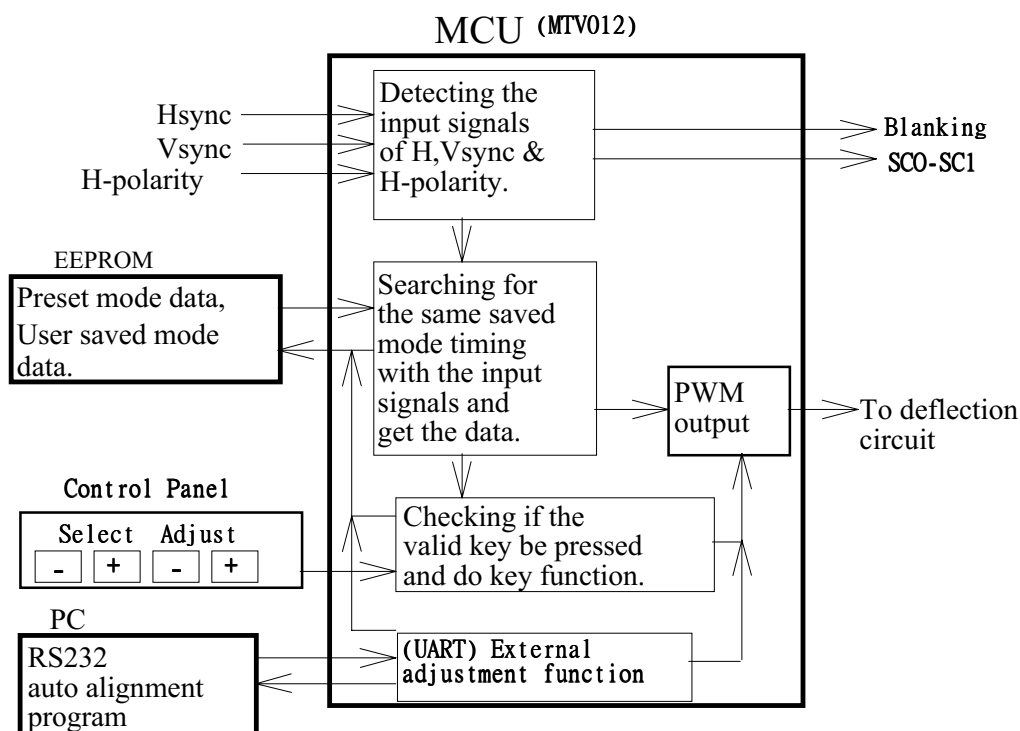 MCU (MTV012)
Detecting the
input signals
of H,Vsync &
H-polarity.
Hsync
Vsync
H-polarity
Blanking
SCO-SC1
EEPROM
Preset mode data,
User saved mode
data.
Searching for
the same saved
mode timing
with the input
signals and
get the data.
PWM
output
To deflection
circuit
Control Panel
Select Adjust
- + - +
Checking if the
valid key be pressed
and do key function.
PC
RS232
auto alignment
program
(UART) External
adjustment function